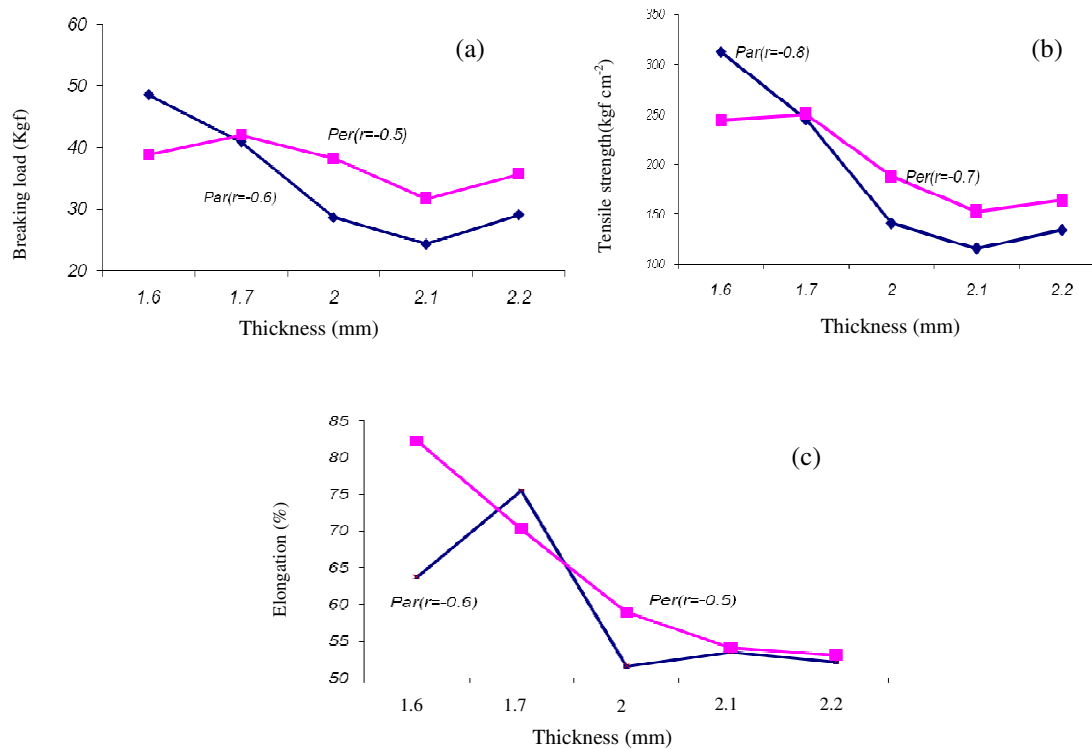 (a)
Breaking load (Kgf)
60
50
40
30
20
Per(r=-0.5)
Par(r=-0.6)
1.6 1.7 2 2.1 2.2
Thickness (mm)
(b)
Tensile strength(kgf cm-2)
350
300
250
200
150
100
Par(r=-0.8)
Per(r=-0.7)
1.6 1.7 2 2.1 2.2
Thickness (mm)
(c)
Elongation (%)
85
80
75
70
65
60
55
50
Par(r=-0.6)
Per(r=-0.5)
1.6 1.7 2 2.1 2.2
Thickness (mm)